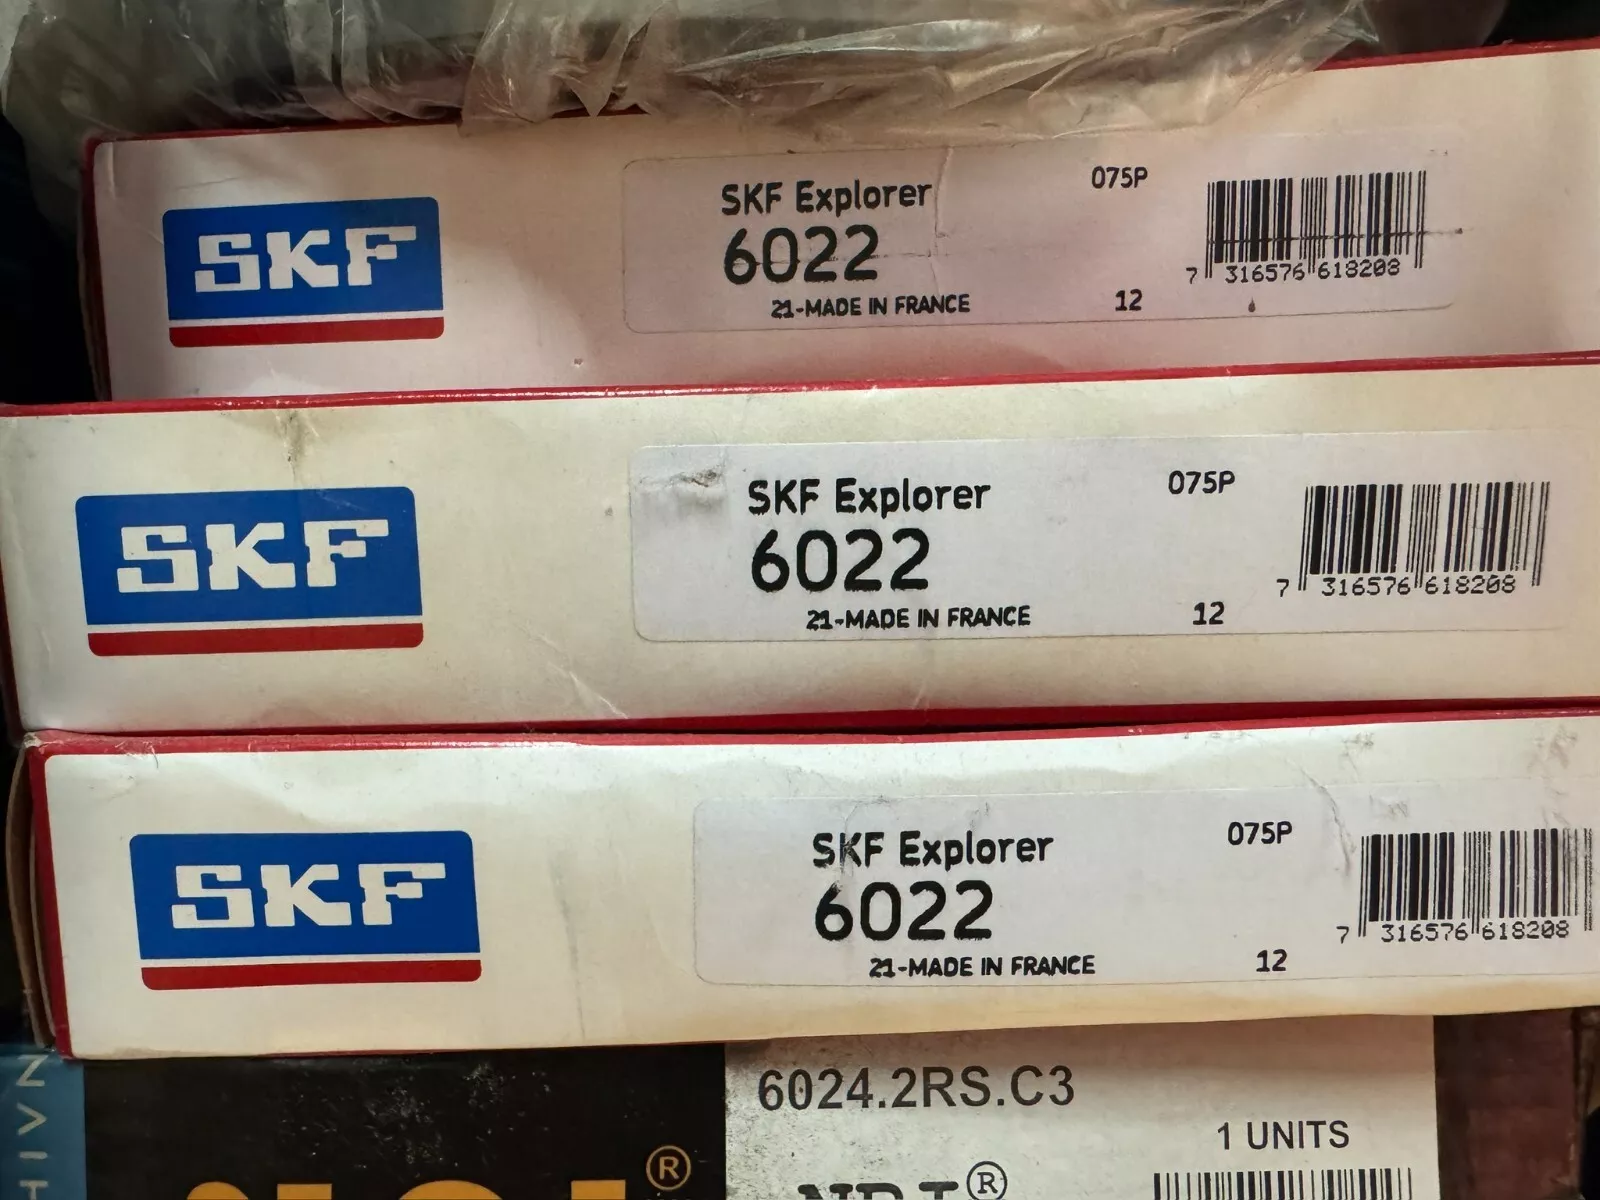 SKF
SKF Explorer
6022
21-MADE IN FRANCE
075P
12
7 316576 618208
SKF
SKF Explorer
6022
21-MADE IN FRANCE
075P
12
7 316576 618208
SKF
SKF Explorer
6022
21-MADE IN FRANCE
075P
12
7 316576 618208
6024.2RS.C3
1 UNITS
®
®